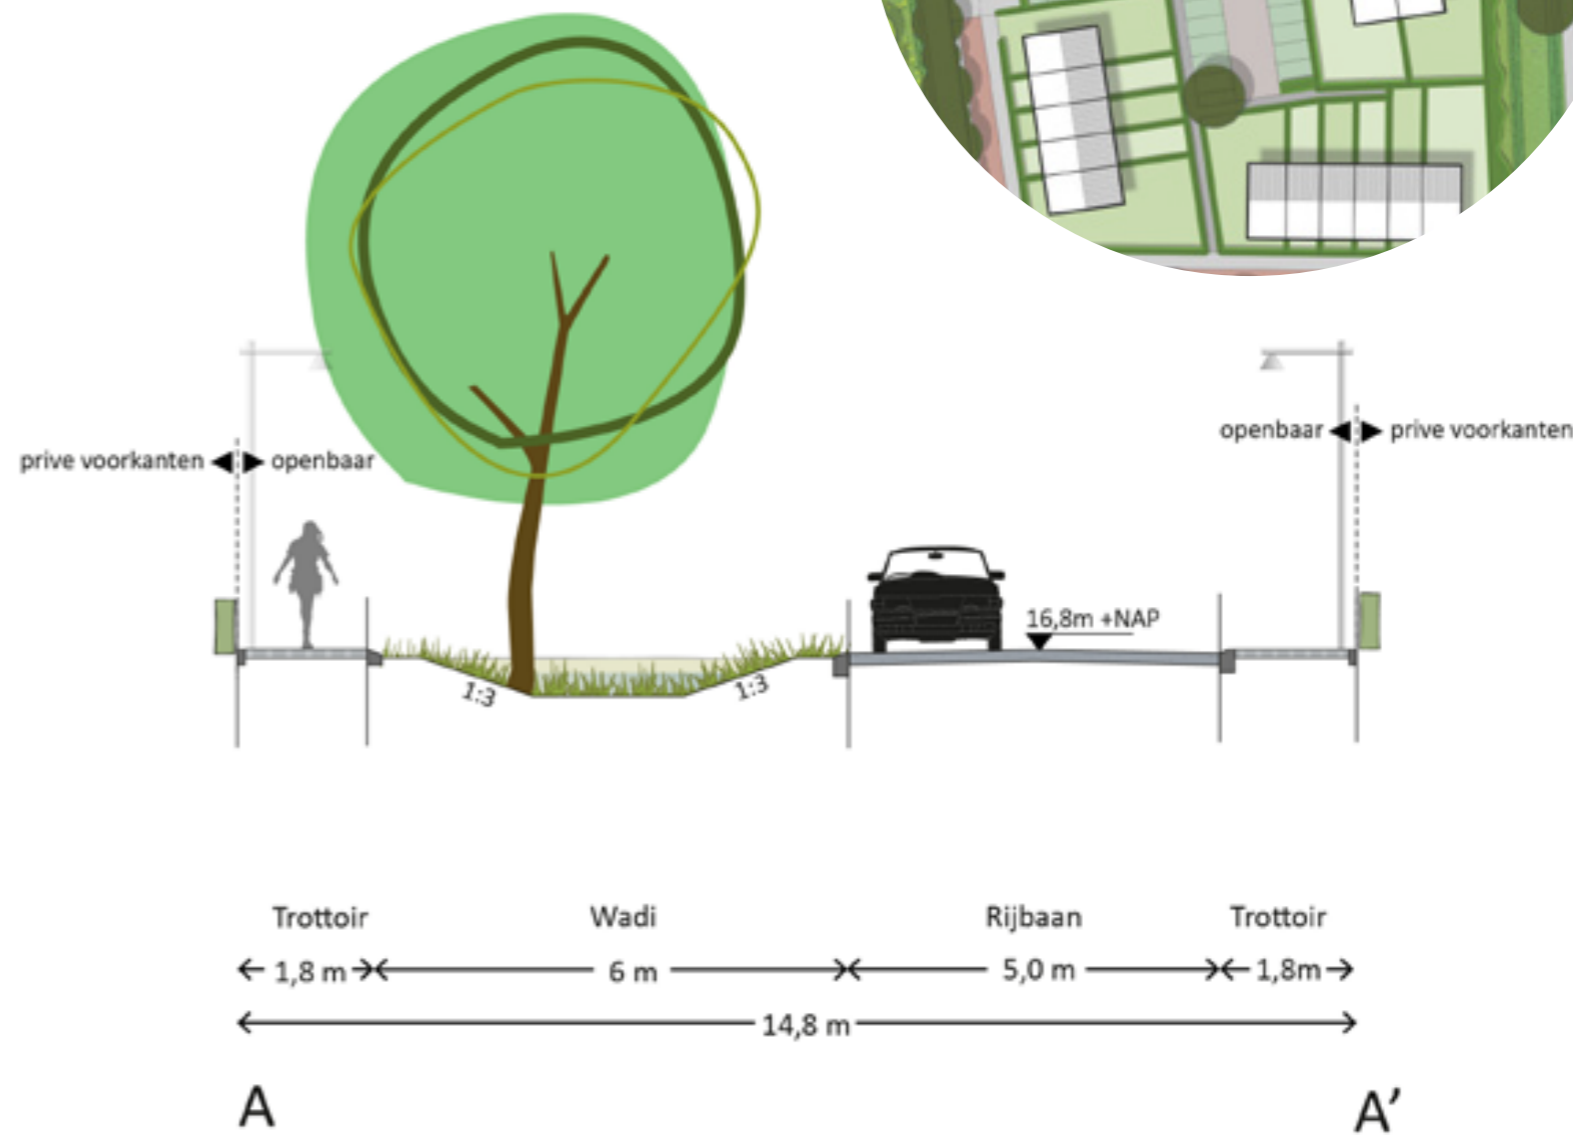 openbaar prive voorkanten
prive voorkanten openbaar
16,8m +NAP
1:3 1:3
Trottoir Wadi Rijbaan Trottoir
1,8 m 6 m 5,0 m 1,8m
14,8 m
A A’